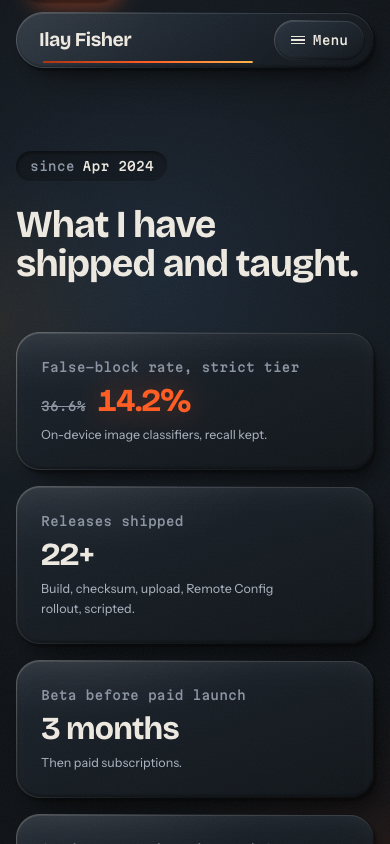 Ilay Fisher
Menu
since Apr 2024
What I have
shipped and taught.
False-block rate, strict tier
36.6% 14.2%
On-device image classifiers, recall kept.
Releases shipped
22+
Build, checksum, upload, Remote Config
rollout, scripted.
Beta before paid launch
3 months
Then paid subscriptions.